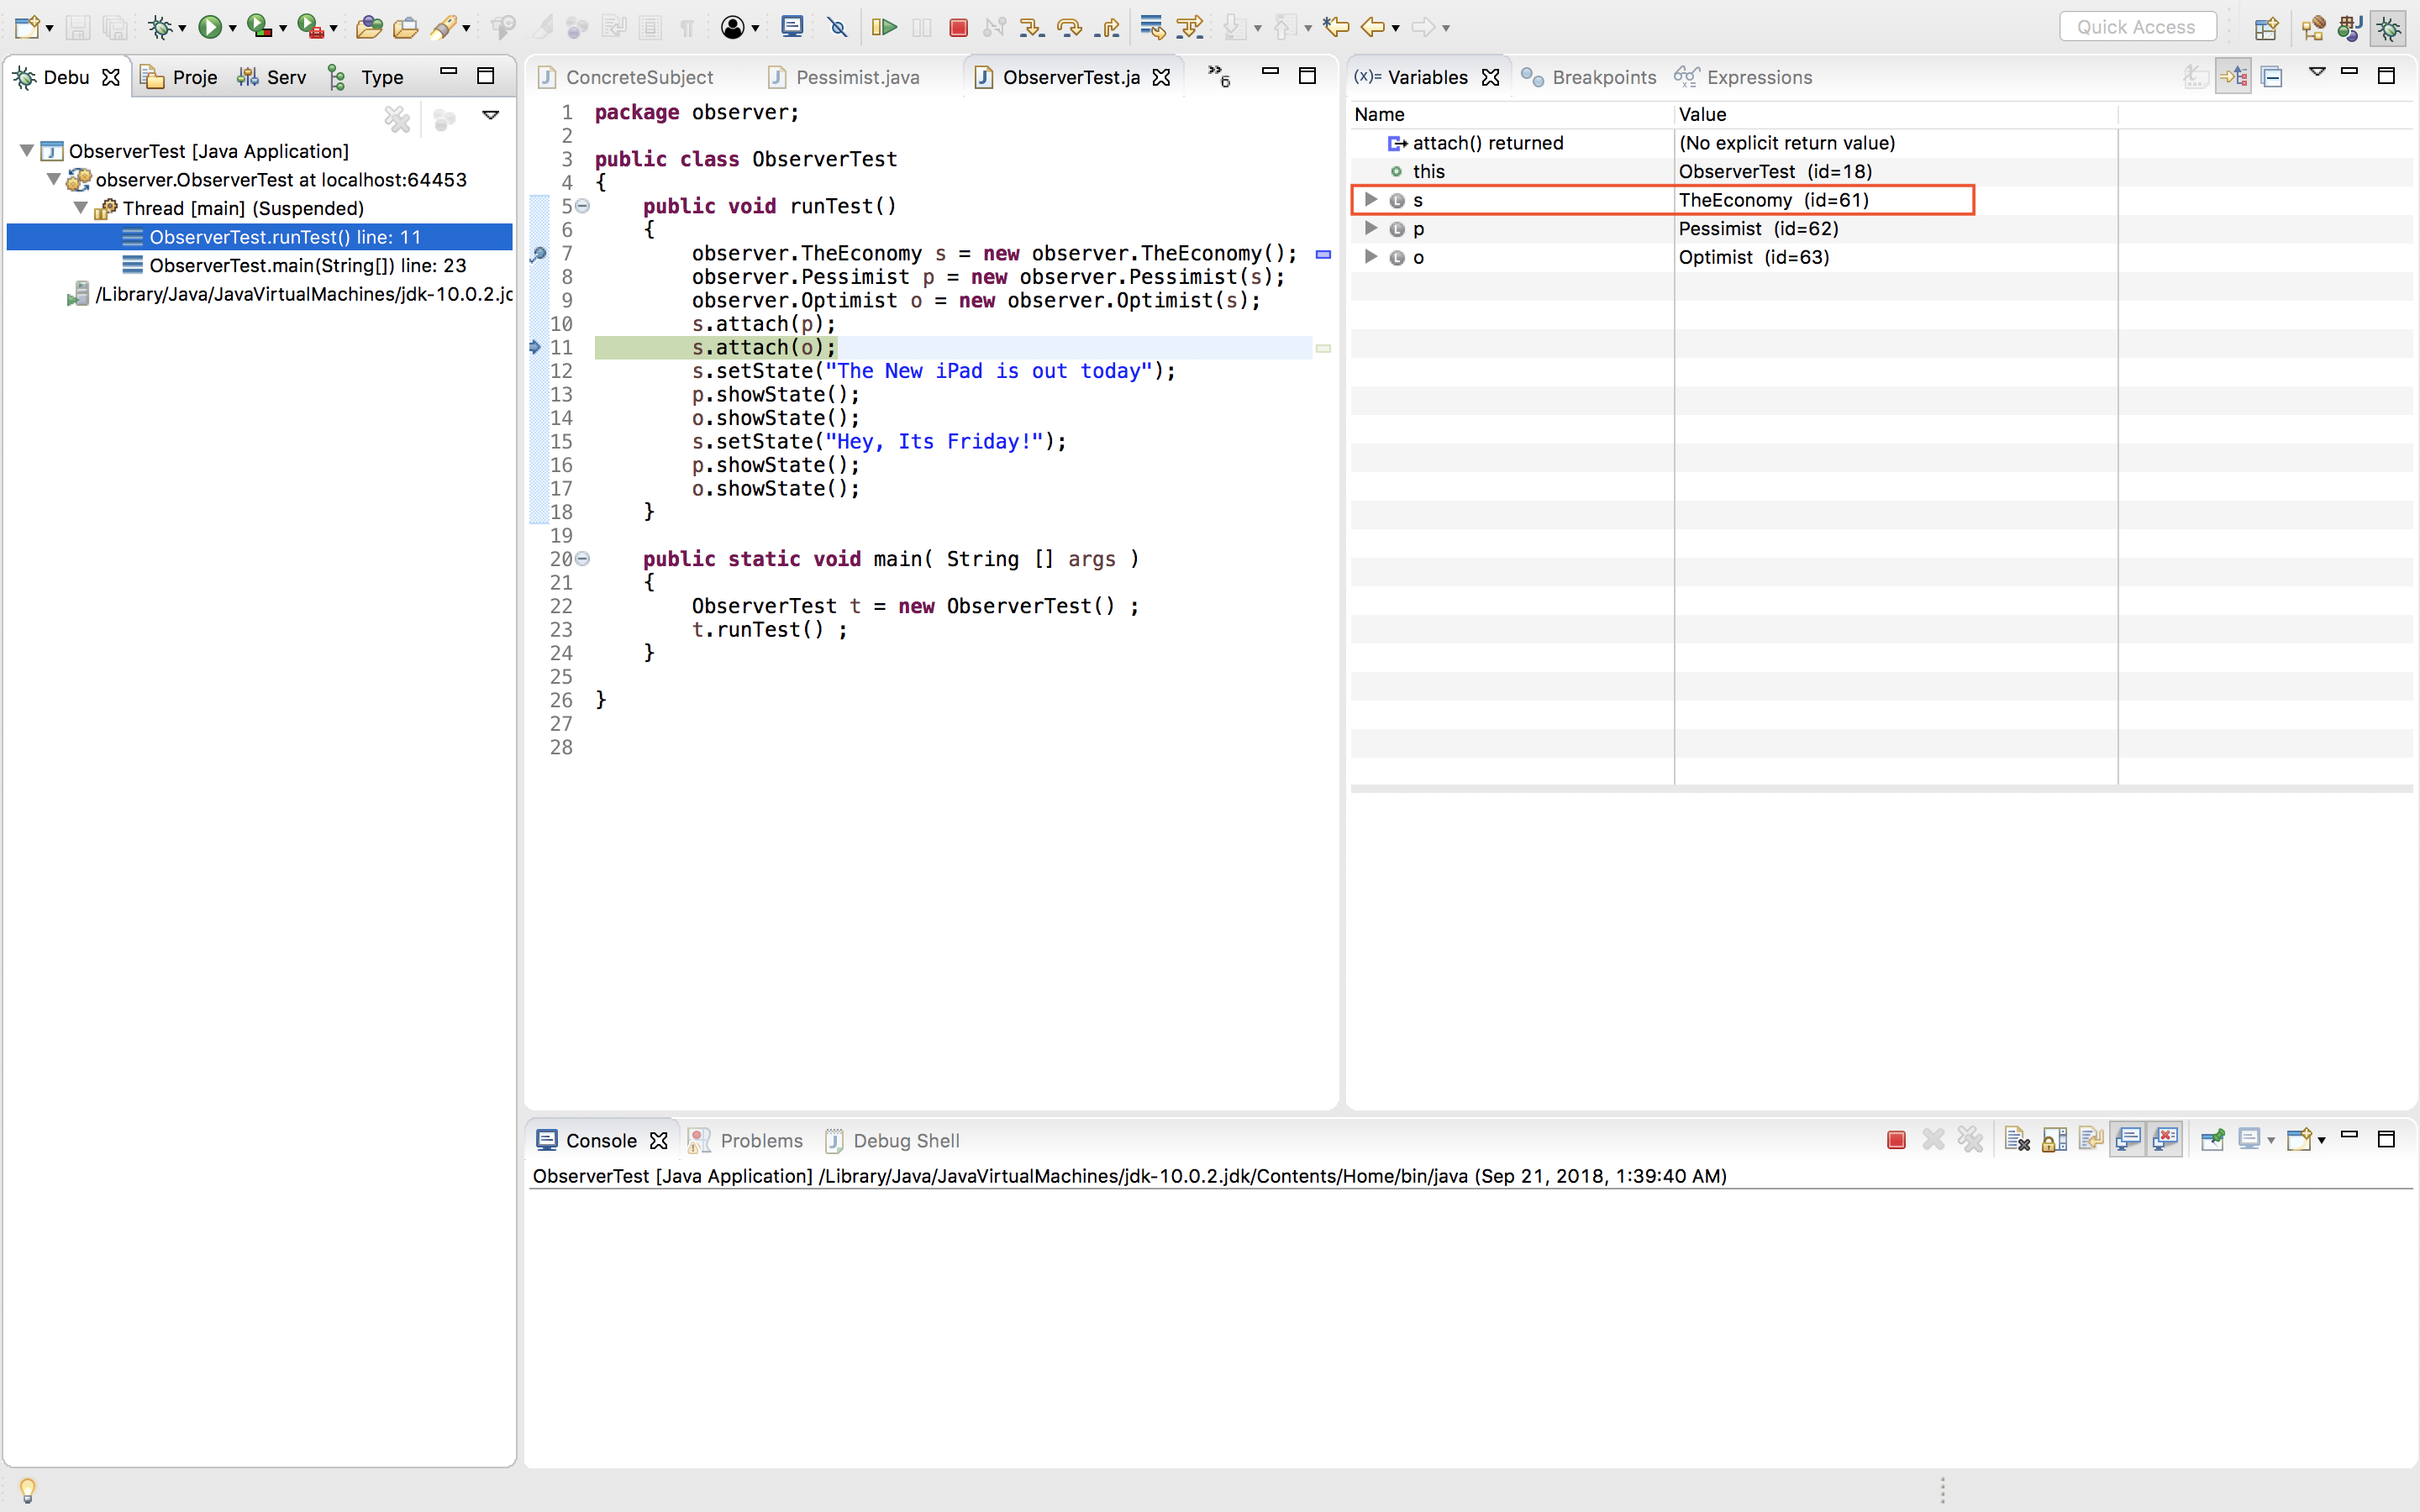 Quick Access
Debu
Proje
Serv
Type
ObserverTest [Java Application]
observer.ObserverTest at localhost:64453
Thread [main] (Suspended)
ObserverTest.runTest() line: 11
ObserverTest.main(String[]) line: 23
/Library/Java/JavaVirtualMachines/jdk-10.0.2.jd
ConcreteSubject
Pessimist.java
ObserverTest.ja
»6
1 package observer;
2
3 public class ObserverTest
4 {
5 public void runTest()
6 {
7 observer.TheEconomy s = new observer.TheEconomy();
8 observer.Pessimist p = new observer.Pessimist(s);
9 observer.Optimist o = new observer.Optimist(s);
10 s.attach(p);
11 s.attach(o);
12 s.setState("The New iPad is out today");
13 p.showState();
14 o.showState();
15 s.setState("Hey, Its Friday!");
16 p.showState();
17 o.showState();
18 }
19
20 public static void main( String [] args )
21 {
22 ObserverTest t = new ObserverTest() ;
23 t.runTest() ;
24 }
25
26 }
27
28
(x)= Variables
Breakpoints
Expressions
Name Value
attach() returned (No explicit return value)
this ObserverTest (id=18)
s TheEconomy (id=61)
p Pessimist (id=62)
o Optimist (id=63)
Console
Problems
Debug Shell
ObserverTest [Java Application] /Library/Java/JavaVirtualMachines/jdk-10.0.2.jdk/Contents/Home/bin/java (Sep 21, 2018, 1:39:40 AM)